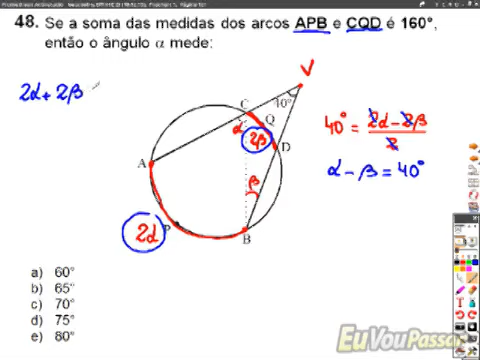 48. Se a soma das medidas dos arcos APB e CQD é 160°,
então o ângulo α mede:
V
2α + 2β
C
40°
Q
α
2β
D
40° = 2α - 2β / 2
A
α - β = 40°
β
P
2α
B
a) 60°
b) 65°
c) 70°
d) 75°
e) 80°
EuVouPassar